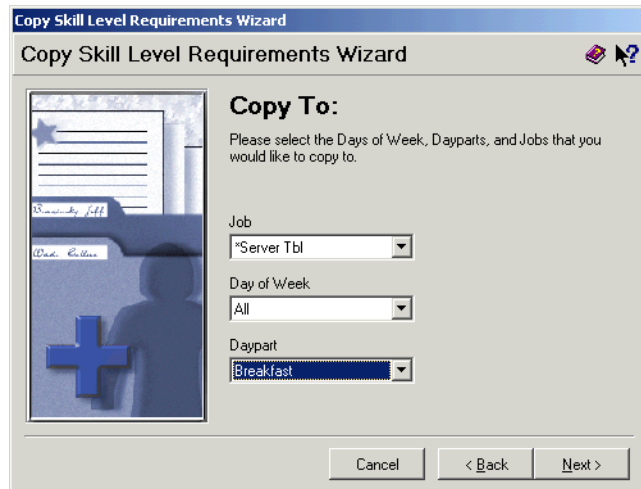 Copy Skill Level Requirements Wizard
Copy Skill Level Requirements Wizard
Copy To:
Please select the Days of Week, Dayparts, and Jobs that you
would like to copy to.
Job
*Server Tbl
Day of Week
All
Daypart
Breakfast
Cancel
< Back
Next >